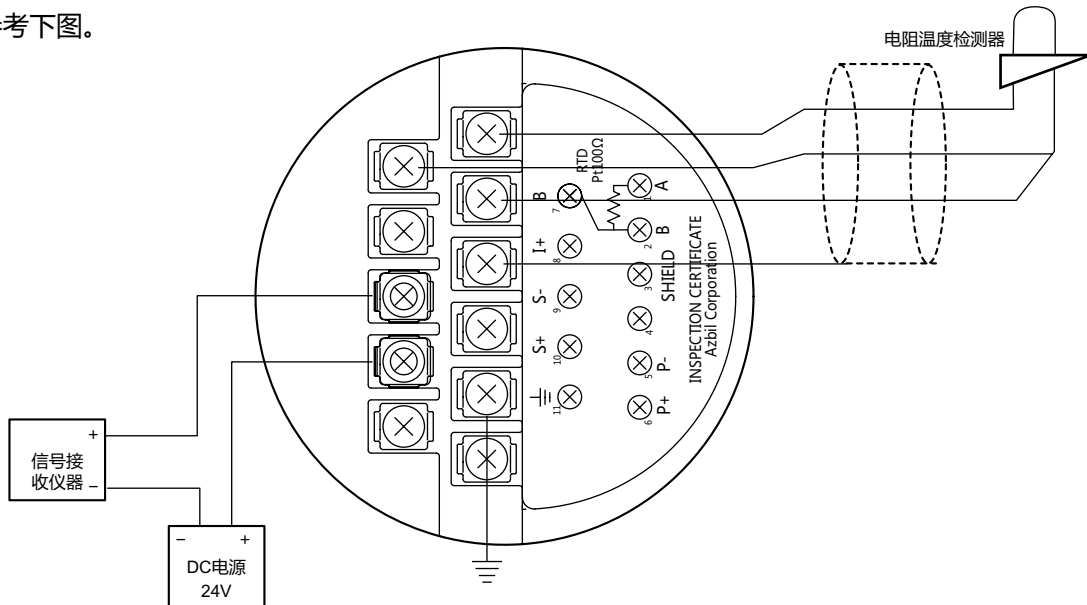 考下图。
电阻温度检测器
RTD
Pt100Ω
B
7
I+
8
S-
9
S+
10
11
1
A
2
B
3
SHIELD
4
5
P-
6
P+
INSPECTION CERTIFICATE
Azbil Corporation
+
信号接
收仪器
−
− +
DC电源
24V